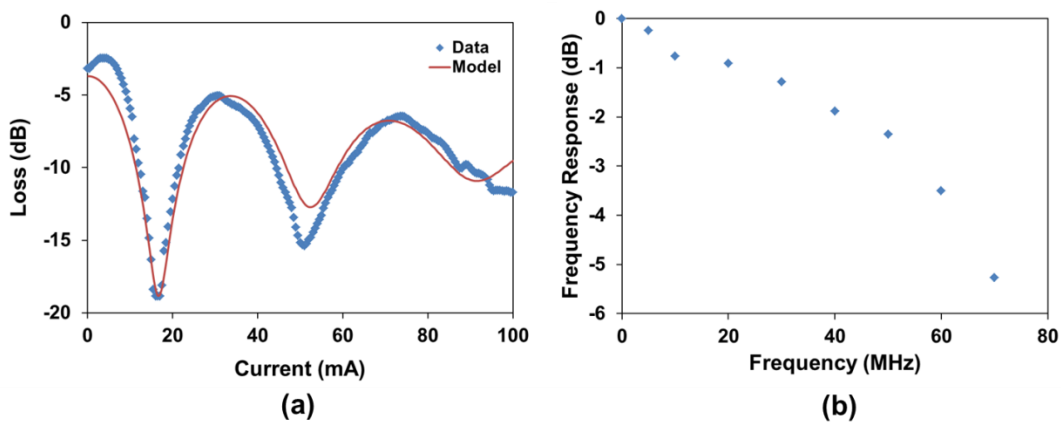 0
-5
-10
-15
-20
Loss (dB)
Data
Model
0 20 40 60 80 100
Current (mA)
(a)
0
-1
-2
-3
-4
-5
-6
Frequency Response (dB)
0 20 40 60 80
Frequency (MHz)
(b)